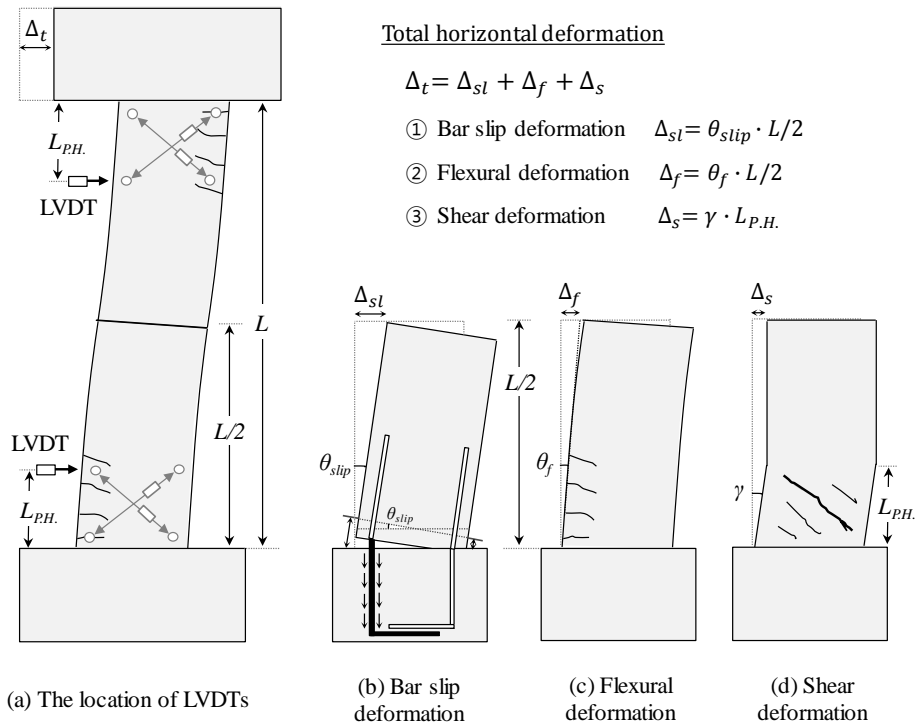 Δt
Total horizontal deformation
Δt = Δsl + Δf + Δs
① Bar slip deformation Δsl = θslip · L/2
② Flexural deformation Δf = θf · L/2
③ Shear deformation Δs = γ · LP.H.
LP.H.
LVDT
L
L/2
LVDT
LP.H.
Δsl
θslip
θslip
L/2
Δf
θf
Δs
γ
LP.H.
(a) The location of LVDTs
(b) Bar slip
deformation
(c) Flexural
deformation
(d) Shear
deformation